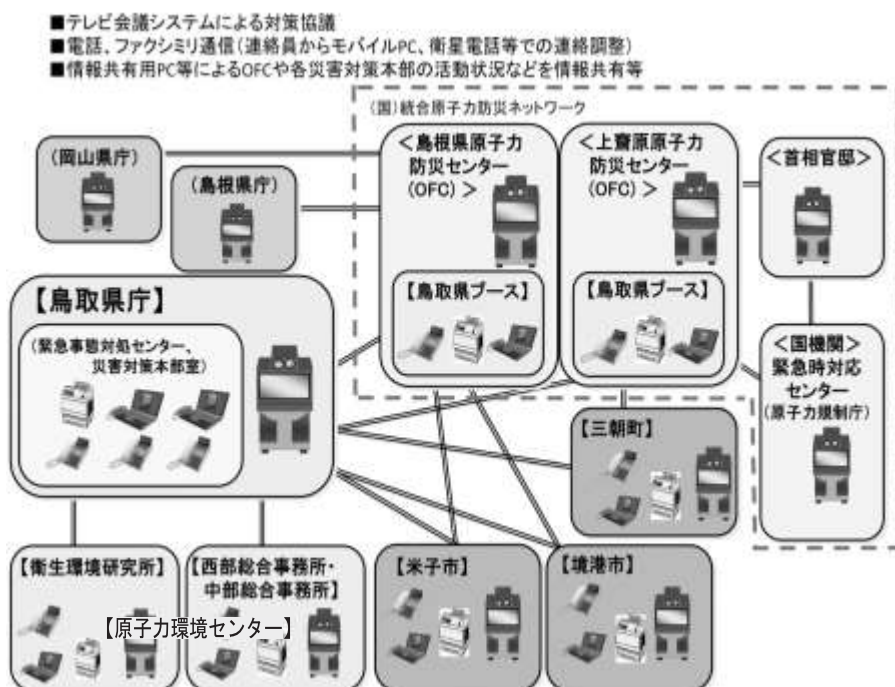 ■テレビ会議システムによる対策協議
■電話、ファクシミリ通信(連絡員からモバイルPC、衛星電話等での連絡調整)
■情報共有用PC等によるOFCや各災害対策本部の活動状況などを情報共有等
(国)統合原子力防災ネットワーク
(岡山県庁)
(島根県庁)
<島根県原子力
防災センター
(OFC)>
<上齋原原子力
防災センター
(OFC)>
<首相官邸>
【鳥取県ブース】
【鳥取県ブース】
【鳥取県庁】
(緊急事態対処センター、
災害対策本部室)
<国機関>
緊急時対応
センター
(原子力規制庁)
【三朝町】
【衛生環境研究所】
【西部総合事務所・
中部総合事務所】
【原子力環境センター】
【米子市】
【境港市】